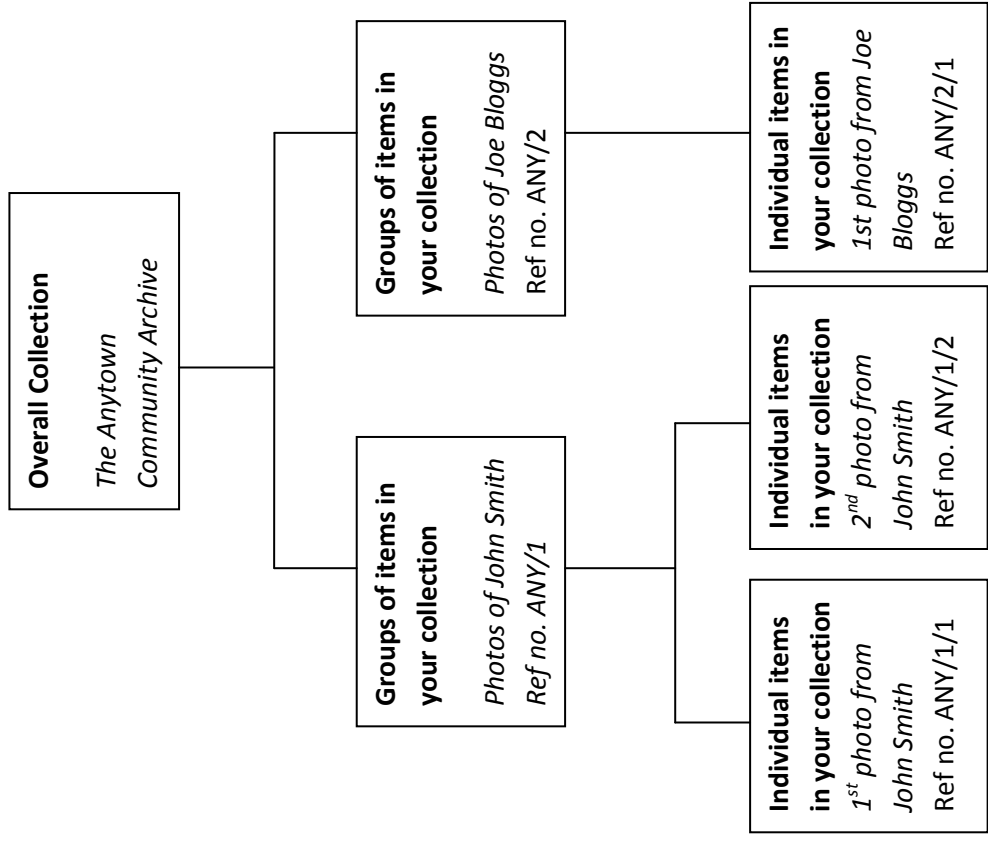 Overall Collection
The Anytown
Community Archive
Groups of items in
your collection
Photos of John Smith
Ref no. ANY/1
Groups of items in
your collection
Photos of Joe Bloggs
Ref no. ANY/2
Individual items
in your collection
1st photo from
John Smith
Ref no. ANY/1/1
Individual items
in your collection
2nd photo from
John Smith
Ref no. ANY/1/2
Individual items in
your collection
1st photo from Joe
Bloggs
Ref no. ANY/2/1